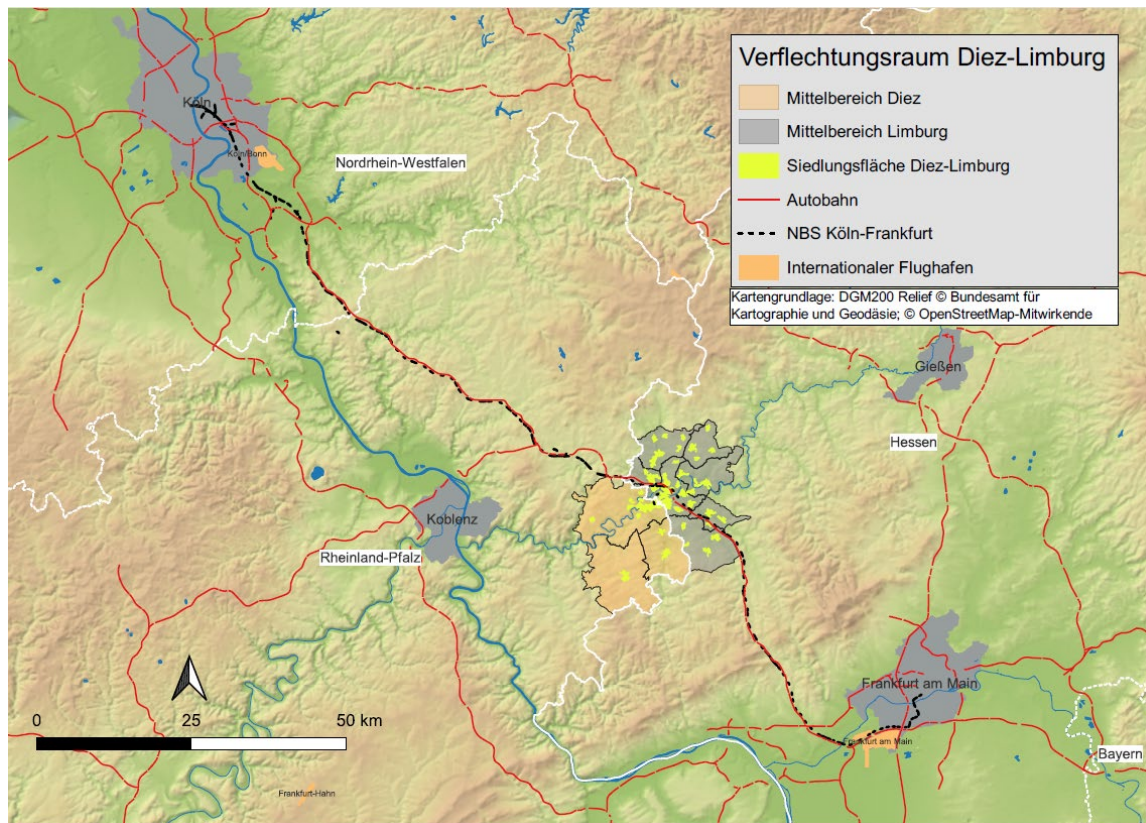 Verflechtungsraum Diez-Limburg
Mittelbereich Diez
Mittelbereich Limburg
Siedlungsfläche Diez-Limburg
Autobahn
NBS Köln-Frankfurt
Internationaler Flughafen
Kartengrundlage: DGM200 Relief © Bundesamt für
Kartographie und Geodäsie; © OpenStreetMap-Mitwirkende
Köln
Köln/Bonn
Nordrhein-Westfalen
Gießen
Hessen
Koblenz
Rheinland-Pfalz
Frankfurt am Main
Frankfurt am Main
Bayern
0 25 50 km
Frankfurt-Hahn